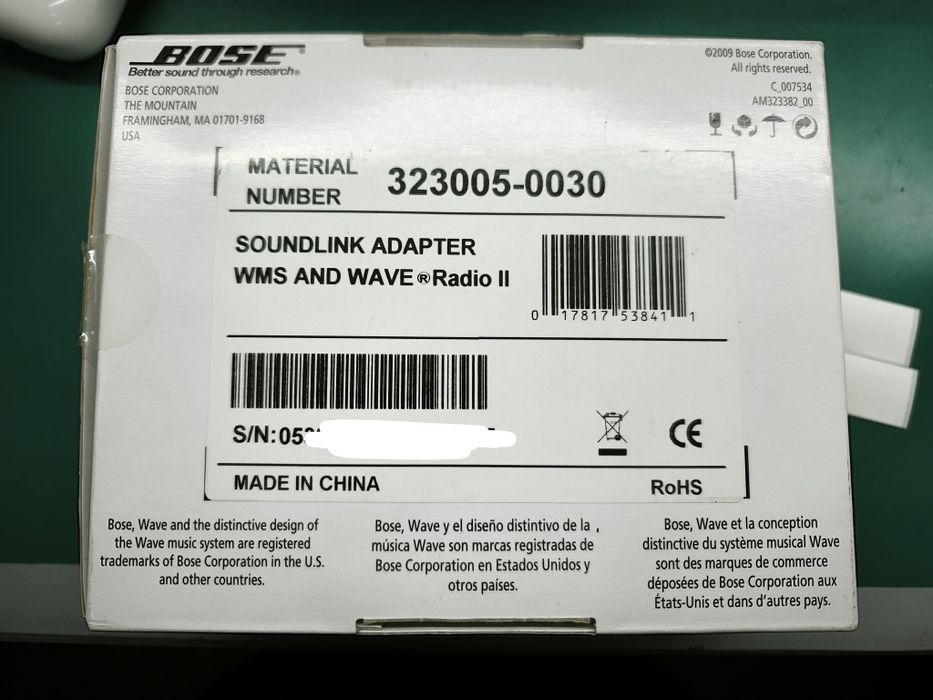 BOSE®
Better sound through research®
BOSE CORPORATION
THE MOUNTAIN
FRAMINGHAM, MA 01701-9168
USA
©2009 Bose Corporation.
All rights reserved.
C_007534
AM323382_00
MATERIAL
NUMBER
323005-0030
SOUNDLINK ADAPTER
WMS AND WAVE®Radio II
0 17817 53841 1
S/N:05
CE
MADE IN CHINA
RoHS
Bose, Wave and the distinctive design of
the Wave music system are registered
trademarks of Bose Corporation in the U.S.
and other countries.
Bose, Wave y el diseño distintivo de la
música Wave son marcas registradas de
Bose Corporation en Estados Unidos y
otros países.
Bose, Wave et la conception
distinctive du système musical Wave
sont des marques de commerce
déposées de Bose Corporation aux
États-Unis et dans d'autres pays.